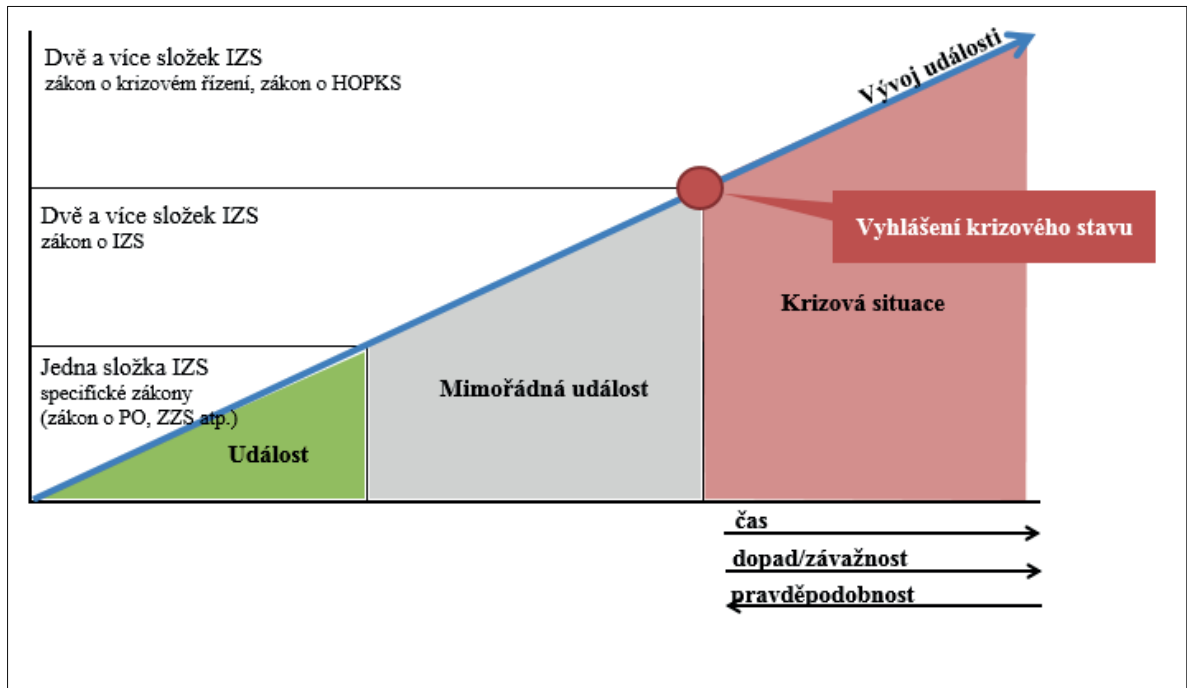 Dvě a více složek IZS
zákon o krizovém řízení, zákon o HOPKS
Vývoj události
Dvě a více složek IZS
zákon o IZS
Vyhlášení krizového stavu
Krizová situace
Jedna složka IZS
specifické zákony
(zákon o PO, ZZS atp.)
Mimořádná událost
Událost
čas
dopad/závažnost
pravděpodobnost